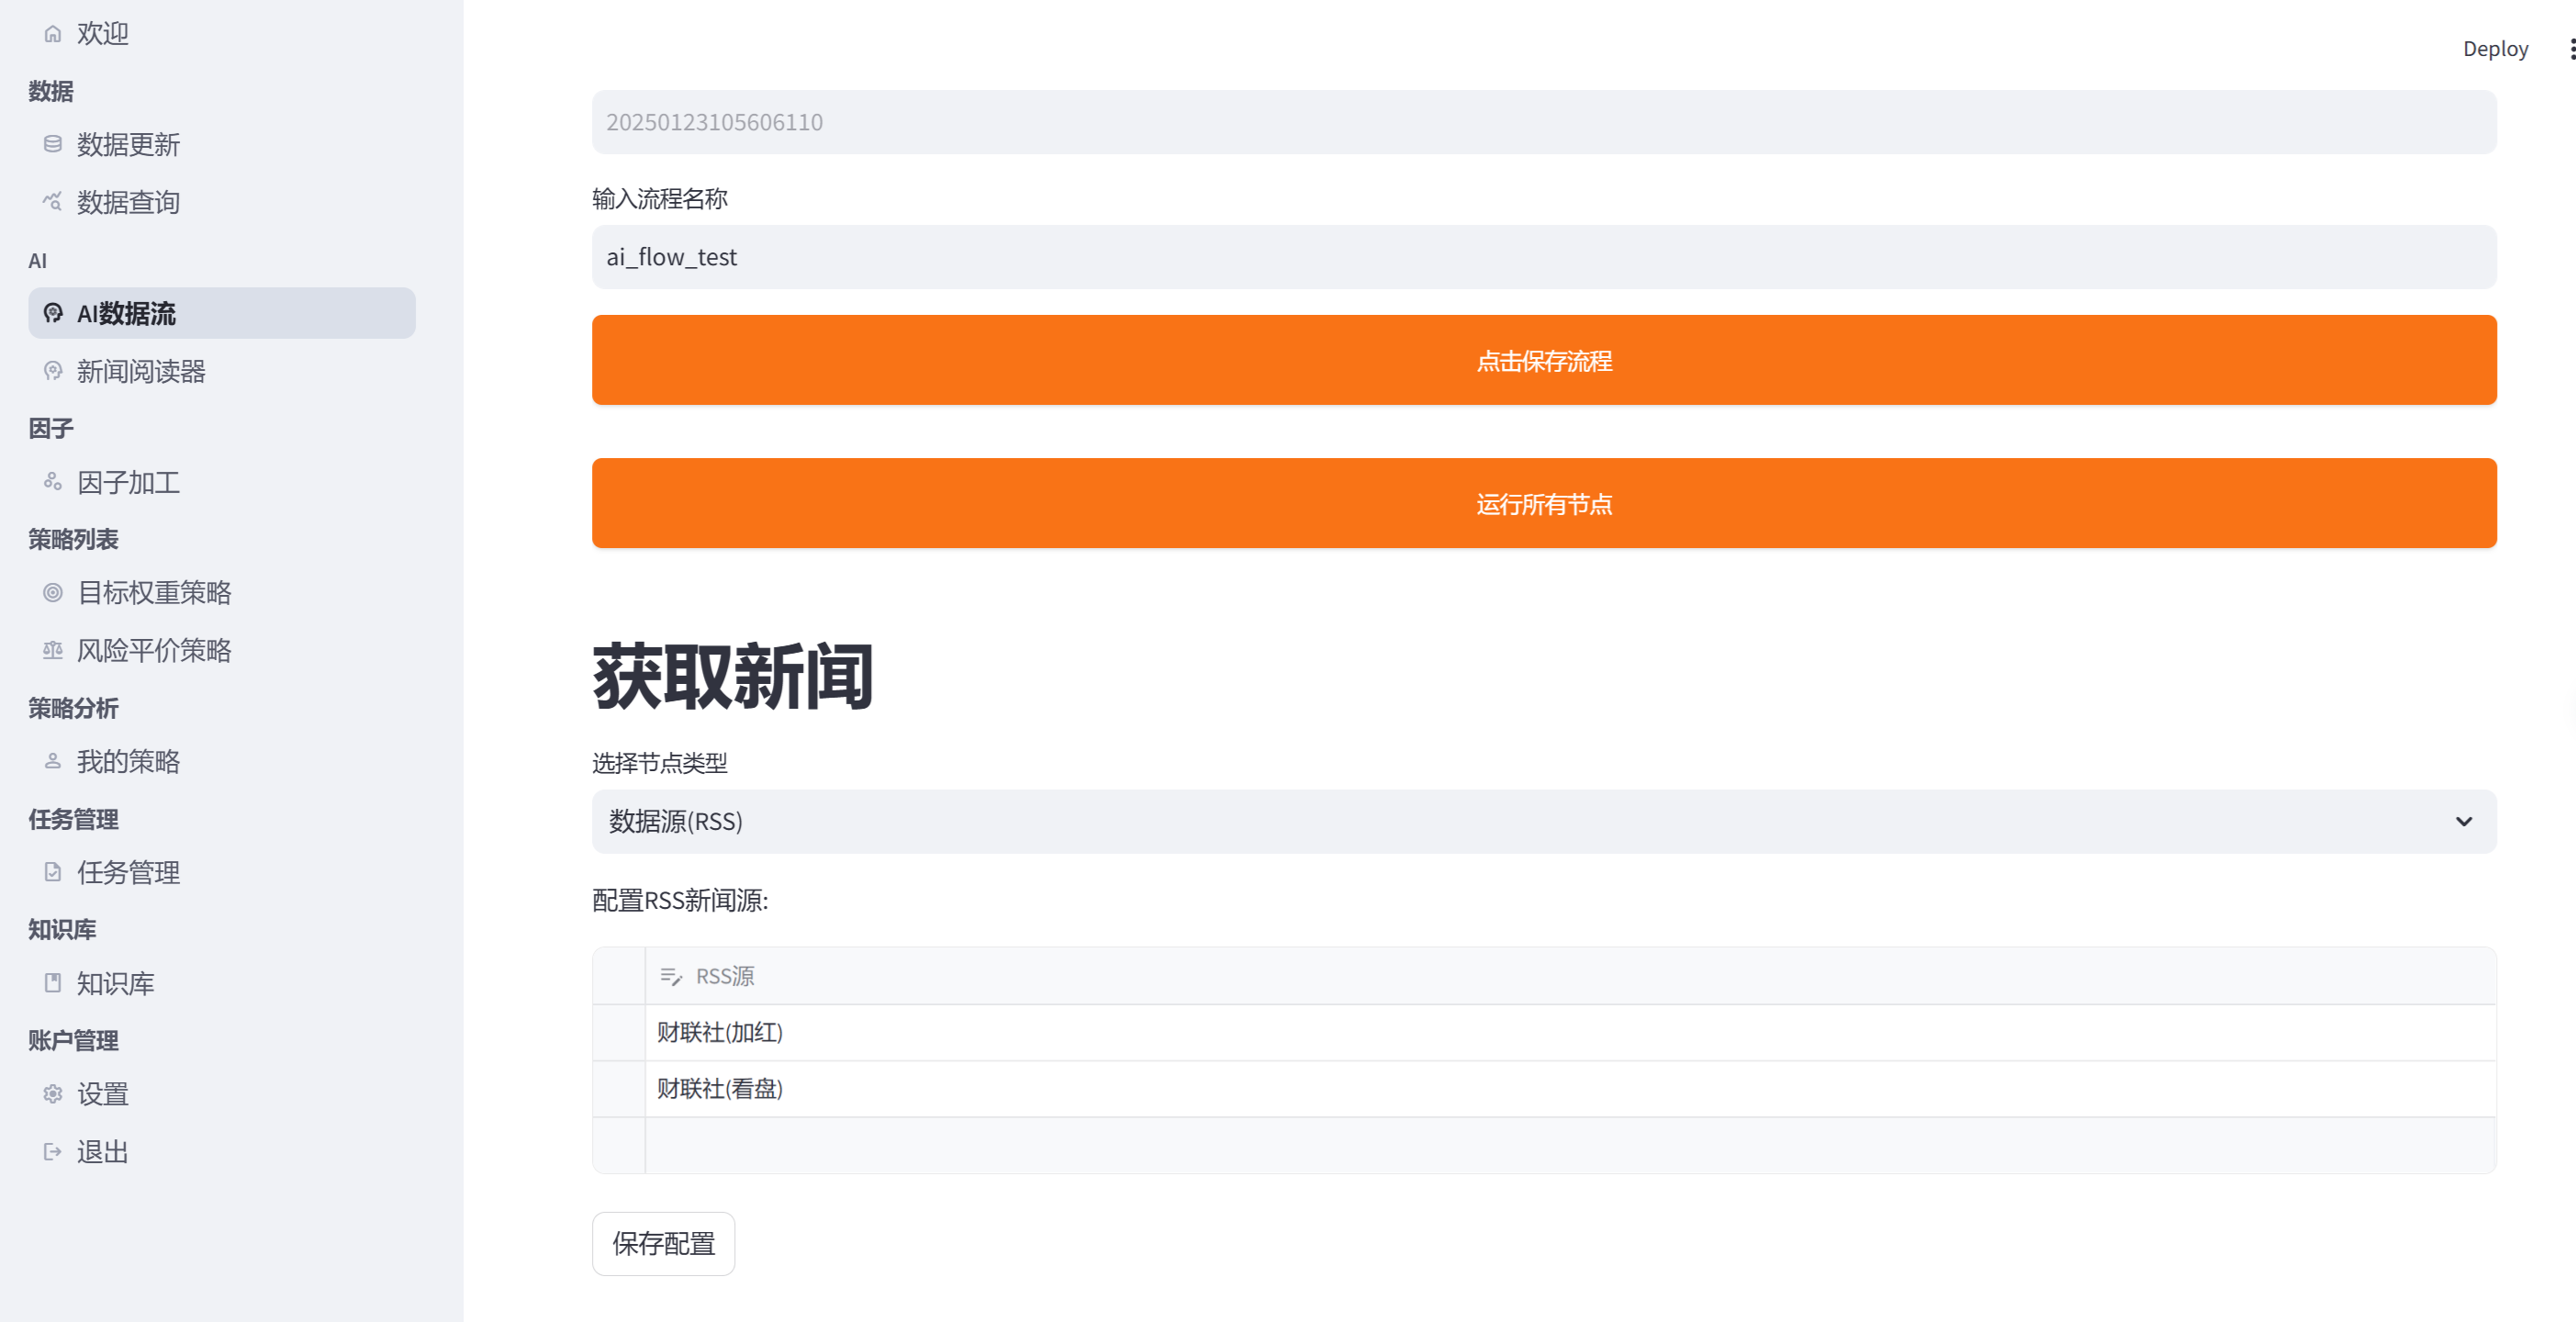 欢迎
数据
数据更新
数据查询
AI
AI数据流
新闻阅读器
因子
因子加工
策略列表
目标权重策略
风险平价策略
策略分析
我的策略
任务管理
任务管理
知识库
知识库
账户管理
设置
退出
Deploy
20250123105606110
输入流程名称
ai_flow_test
点击保存流程
运行所有节点
获取新闻
选择节点类型
数据源(RSS)
配置RSS新闻源:
RSS源
财联社(加红)
财联社(看盘)
保存配置